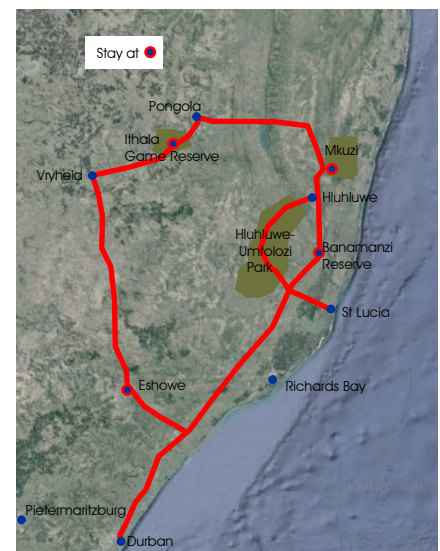 Stay at
Pongola
Ithala
Game Reserve
Mkuzi
Vryheid
Hluhluwe
Hluhluwe-
Umfolozi
Park
Banamanzi
Reserve
St Lucia
Eshowe
Richards Bay
Pietermaritzburg
Durban